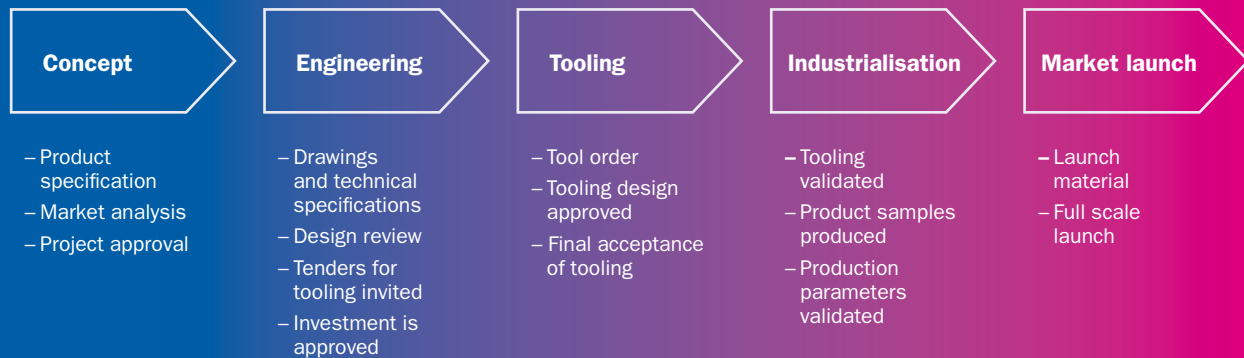 Concept
– Product
specification
– Market analysis
– Project approval
Engineering
– Drawings
and technical
specifications
– Design review
– Tenders for
tooling invited
– Investment is
approved
Tooling
– Tool order
– Tooling design
approved
– Final acceptance
of tooling
Industrialisation
– Tooling
validated
– Product samples
produced
– Production
parameters
validated
Market launch
– Launch
material
– Full scale
launch